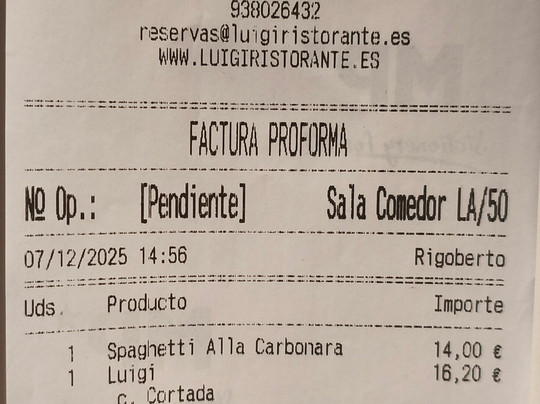 938026432
reservas@luigiristorante.es
WWW.LUIGIRISTORANTE.ES
FACTURA PROFORMA
Nº Op.: [Pendiente] Sala Comedor LA/50
07/12/2025 14:56 Rigoberto
Uds. Producto Importe
1 Spaghetti Alla Carbonara 14,00 €
1 Luigi 16,20 €
c. Cortada